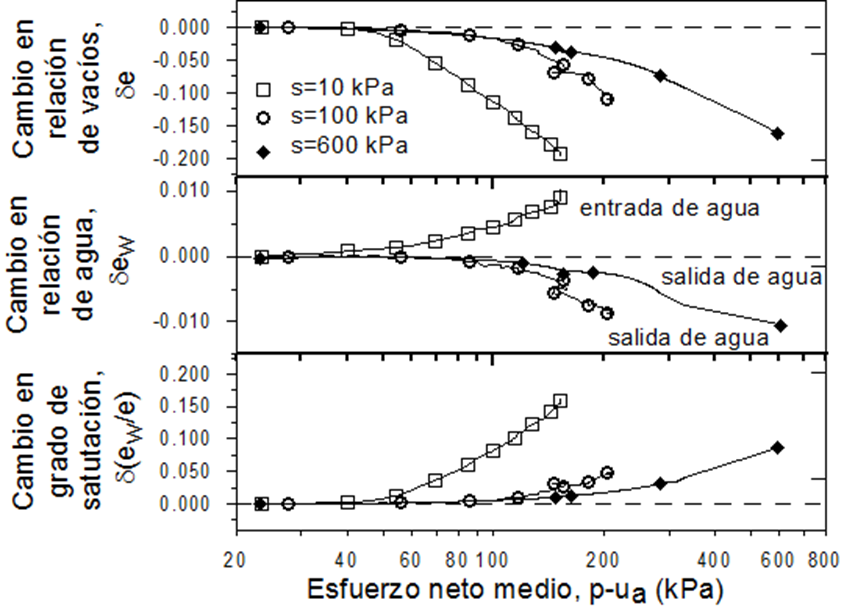 Cambio en
relación
de vacíos,
δe
0.000
-0.050
-0.100
-0.150
-0.200
s=10 kPa
s=100 kPa
s=600 kPa
Cambio en
relación
de agua,
δeW
0.010
0.000
-0.010
entrada de agua
salida de agua
salida de agua
Cambio en
grado de
satutación,
δ(eW/e)
0.200
0.150
0.100
0.050
0.000
20 40 60 80 100 200 400 600 800
Esfuerzo neto medio, p-ua (kPa)